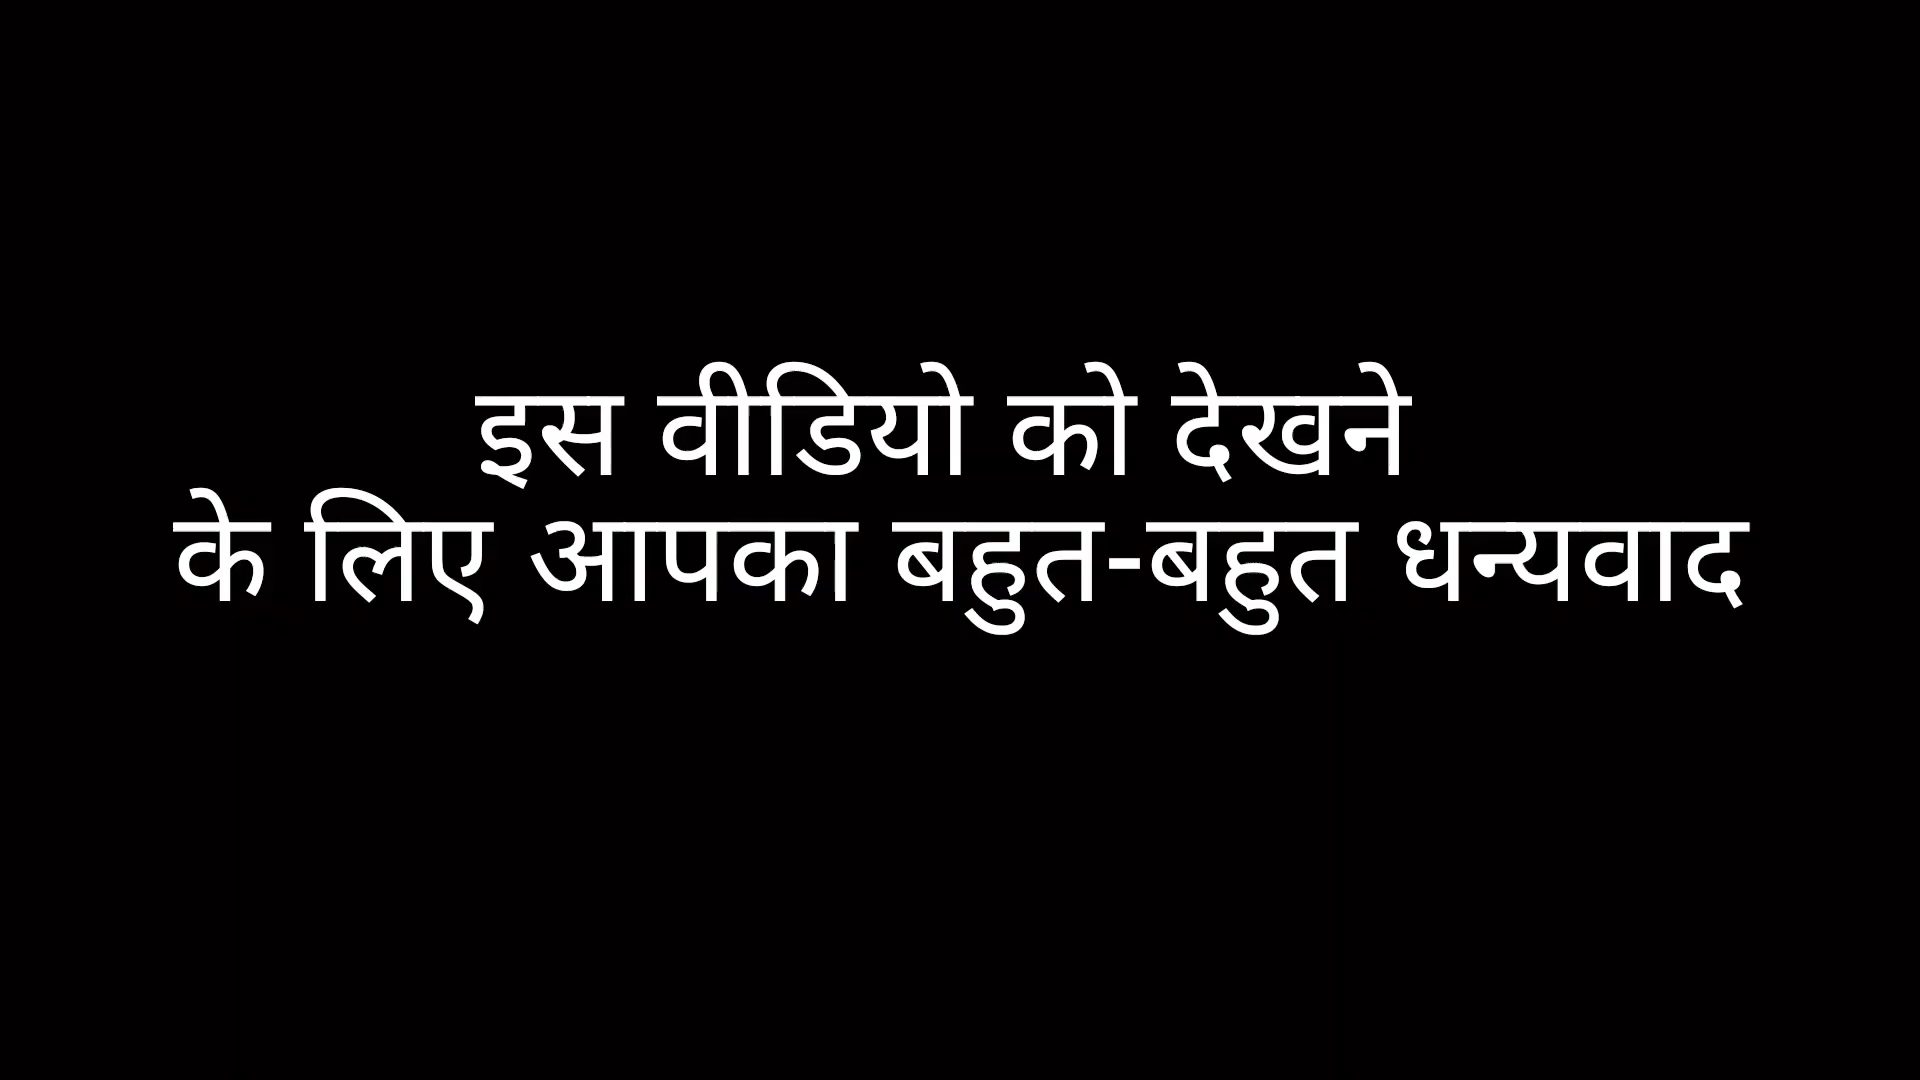 इस वीडियो को देखने
के लिए आपका बहुत-बहुत धन्यवाद